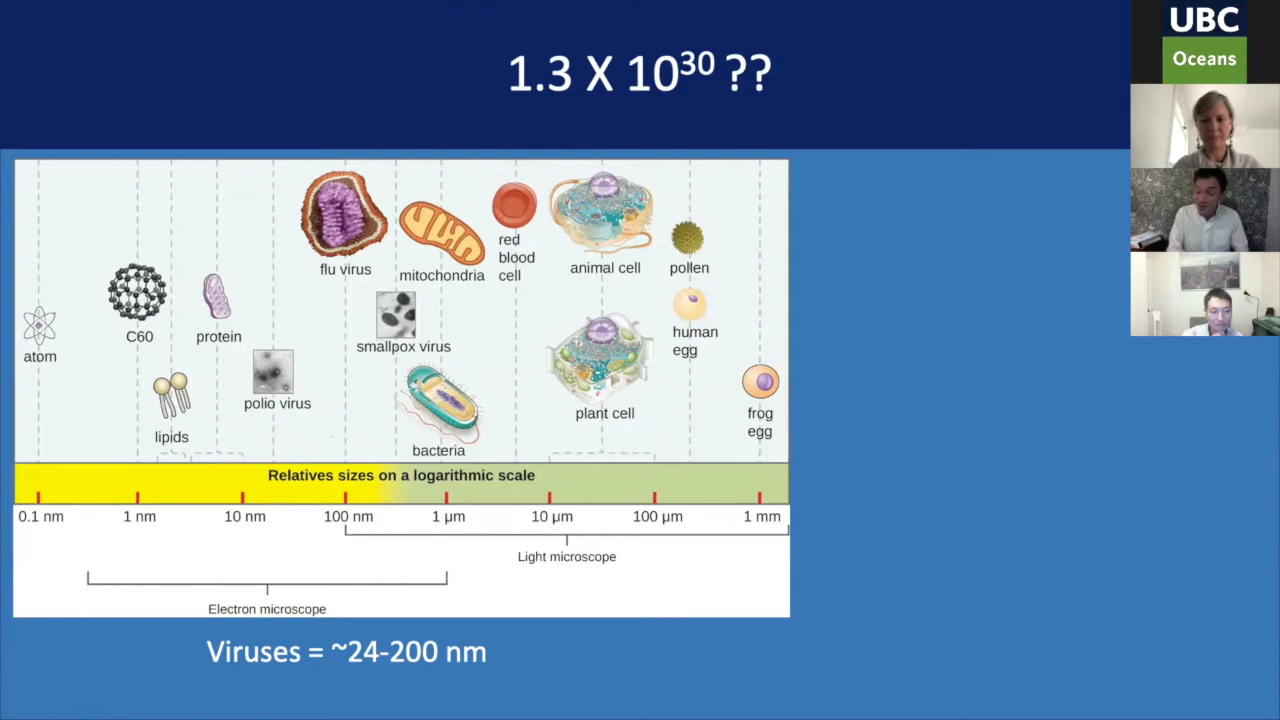 1.3 X 10³⁰ ??
UBC
Oceans
flu virus
mitochondria
red
blood
cell
animal cell
pollen
atom
C60
protein
smallpox virus
human
egg
lipids
polio virus
bacteria
plant cell
frog
egg
Relatives sizes on a logarithmic scale
0.1 nm
1 nm
10 nm
100 nm
1 µm
10 µm
100 µm
1 mm
Light microscope
Electron microscope
Viruses = ~24-200 nm